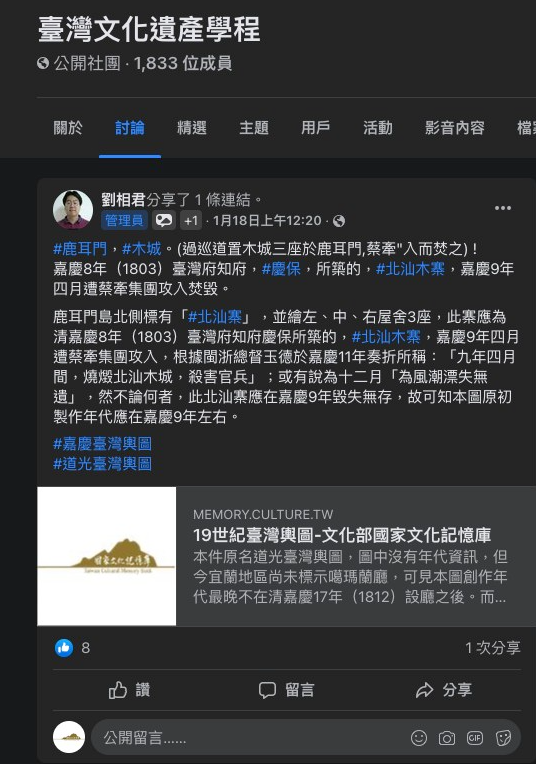 臺灣文化遺產學程
公開社團 · 1,833 位成員
關於 討論 精選 主題 用戶 活動 影音內容 檔
劉相君分享了 1 條連結。
管理員 +1 · 1月18日上午12:20 ·
#鹿耳門，#木城。(過巡道置木城三座於鹿耳門,蔡牽"入而焚之)！
嘉慶8年（1803）臺灣府知府，#慶保，所築的，#北汕木寨，嘉慶9年
四月遭蔡牽集團攻入焚毀。
鹿耳門島北側標有「#北汕寨」，並繪左、中、右屋舍3座，此寨應為
清嘉慶8年（1803）臺灣府知府慶保所築的，#北汕木寨，嘉慶9年四月
遭蔡牽集團攻入，根據閩浙總督玉德於嘉慶11年奏折所稱：「九年四月
間，燒燬北汕木城，殺害官兵」；或有說為十二月「為風潮漂失無
遺」，然不論何者，此北汕寨應在嘉慶9年毀失無存，故可知本圖原初
製作年代應在嘉慶9年左右。
#嘉慶臺灣輿圖
#道光臺灣輿圖
國家文化記憶庫
Taiwan Cultural Memory Bank
MEMORY.CULTURE.TW
19世紀臺灣輿圖-文化部國家文化記憶庫
本件原名道光臺灣輿圖，圖中沒有年代資訊，但
今宜蘭地區尚未標示噶瑪蘭廳，可見本圖創作年
代最晚不在清嘉慶17年（1812）設廳之後。而...
8 1 次分享
讚 留言 分享
公開留言…… GIF